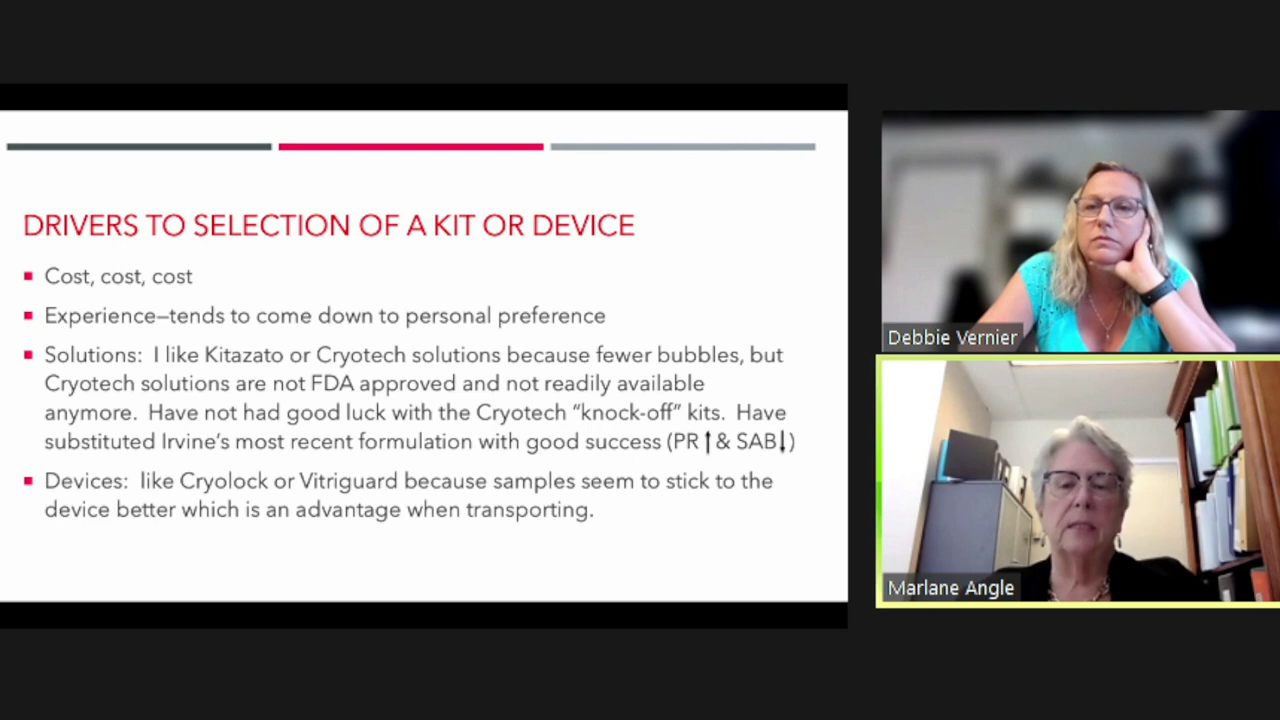 DRIVERS TO SELECTION OF A KIT OR DEVICE
Cost, cost, cost
Experience—tends to come down to personal preference
Solutions: I like Kitazato or Cryotech solutions because fewer bubbles, but
Cryotech solutions are not FDA approved and not readily available
anymore. Have not had good luck with the Cryotech “knock-off” kits. Have
substituted Irvine’s most recent formulation with good success (PR ↑ & SAB↓)
Devices: like Cryolock or Vitriguard because samples seem to stick to the
device better which is an advantage when transporting.
Debbie Vernier
Marlane Angle